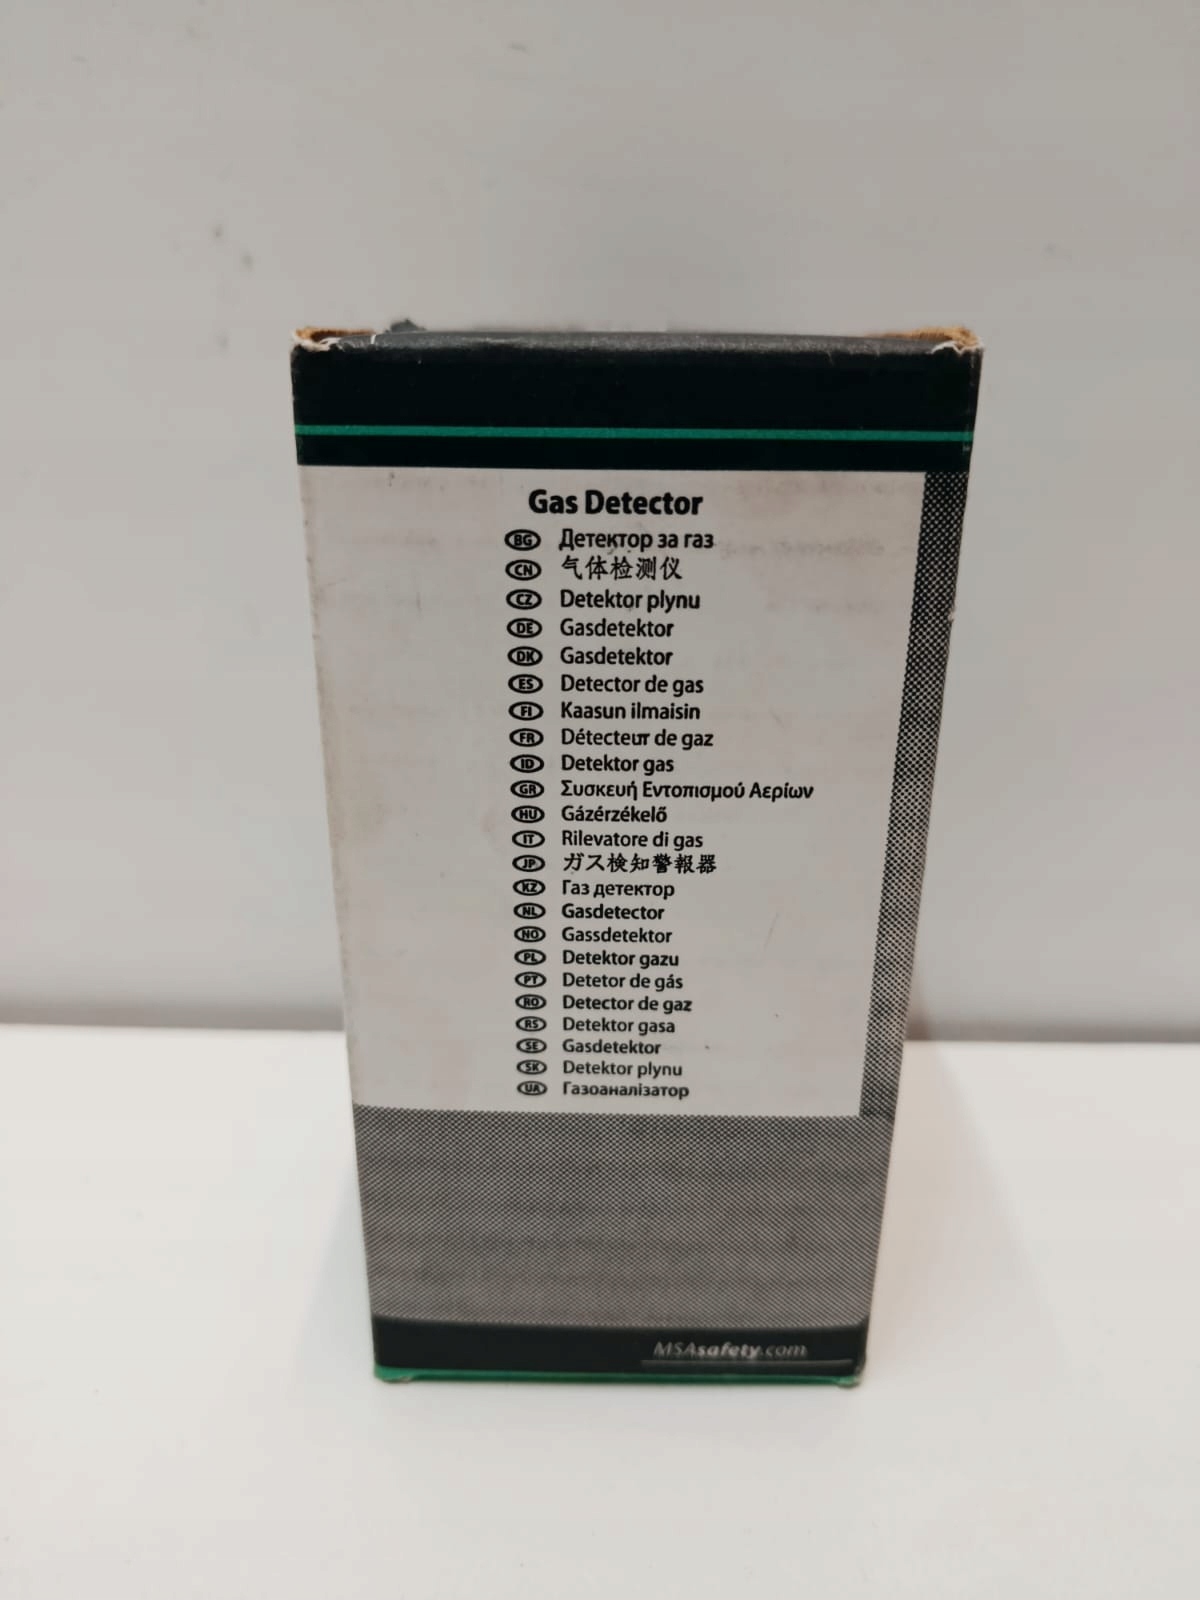 Gas Detector
BG Детектор за газ
CN 气体检测仪
CZ Detektor plynu
DE Gasdetektor
DK Gasdetektor
ES Detector de gas
FI Kaasun ilmaisin
FR Détecteur de gaz
ID Detektor gas
GR Συσκευή Εντοπισμού Αερίων
HU Gázérzékelő
IT Rilevatore di gas
JP ガス検知警報器
KZ Газ детектор
NL Gasdetector
NO Gassdetektor
PL Detektor gazu
PT Detetor de gás
RO Detector de gaz
RS Detektor gasa
SE Gasdetektor
SK Detektor plynu
UA Газоаналізатор
MSAsafety.com